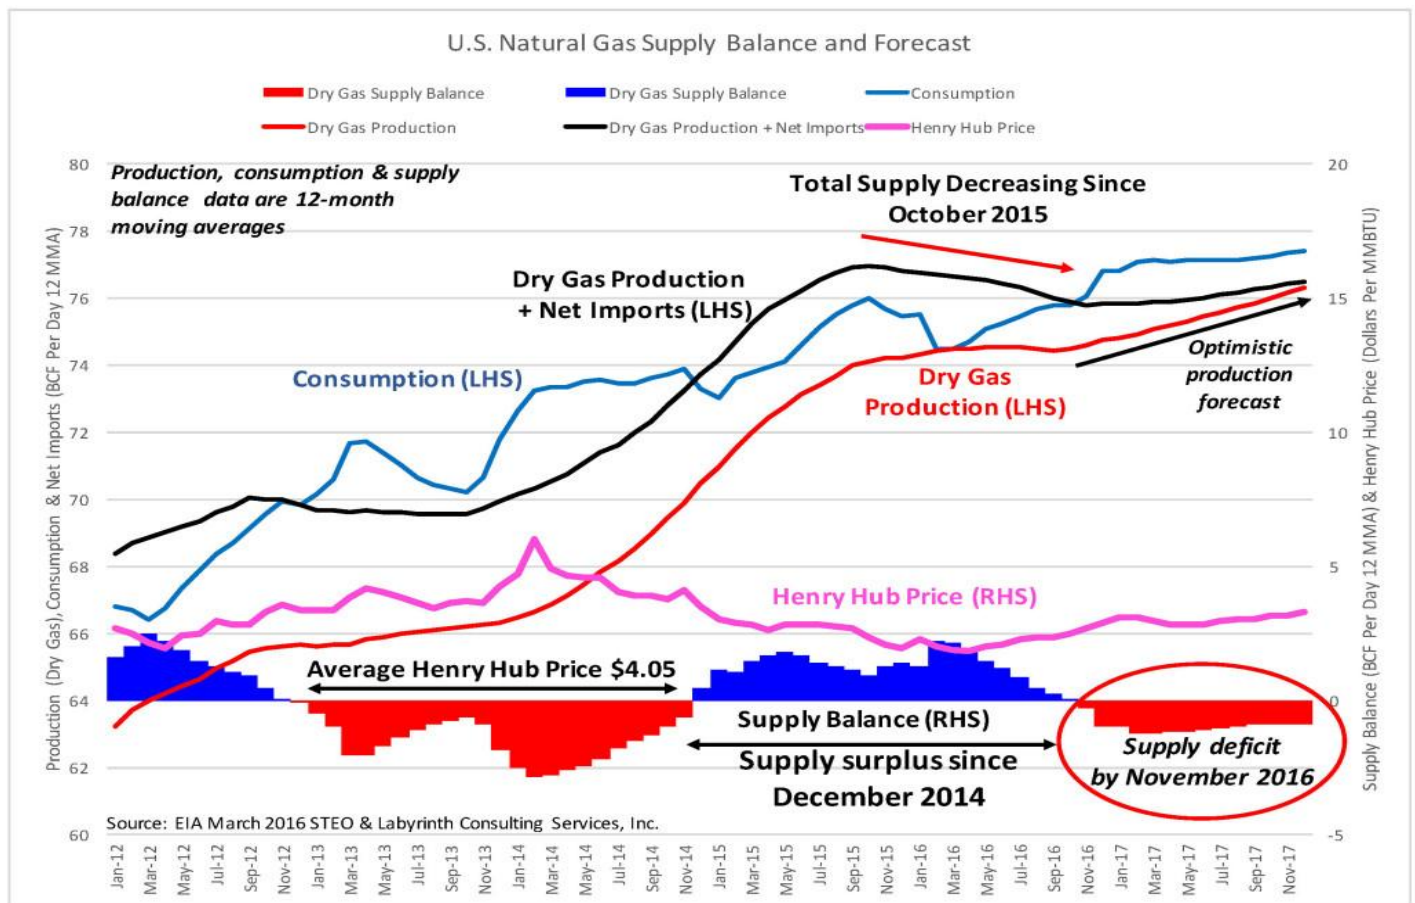 U.S. Natural Gas Supply Balance and Forecast
Dry Gas Supply Balance
Dry Gas Supply Balance
Consumption
Dry Gas Production
Dry Gas Production + Net Imports
Henry Hub Price
Production (Dry Gas), Consumption & Net Imports (BCF Per Day 12 MMA)
80
78
76
74
72
70
68
66
64
62
60
Production, consumption & supply
balance data are 12-month
moving averages
Total Supply Decreasing Since
October 2015
Dry Gas Production
+ Net Imports (LHS)
Consumption (LHS)
Dry Gas
Production (LHS)
Optimistic
production
forecast
Henry Hub Price (RHS)
Average Henry Hub Price $4.05
Supply Balance (RHS)
Supply surplus since
December 2014
Supply deficit
by November 2016
Source: EIA March 2016 STEO & Labyrinth Consulting Services, Inc.
20
15
10
5
0
-5
Supply Balance (BCF Per Day 12 MMA) & Henry Hub Price (Dollars Per MMBTU)
Jan-12
Mar-12
May-12
Jul-12
Sep-12
Nov-12
Jan-13
Mar-13
May-13
Jul-13
Sep-13
Nov-13
Jan-14
Mar-14
May-14
Jul-14
Sep-14
Nov-14
Jan-15
Mar-15
May-15
Jul-15
Sep-15
Nov-15
Jan-16
Mar-16
May-16
Jul-16
Sep-16
Nov-16
Jan-17
Mar-17
May-17
Jul-17
Sep-17
Nov-17